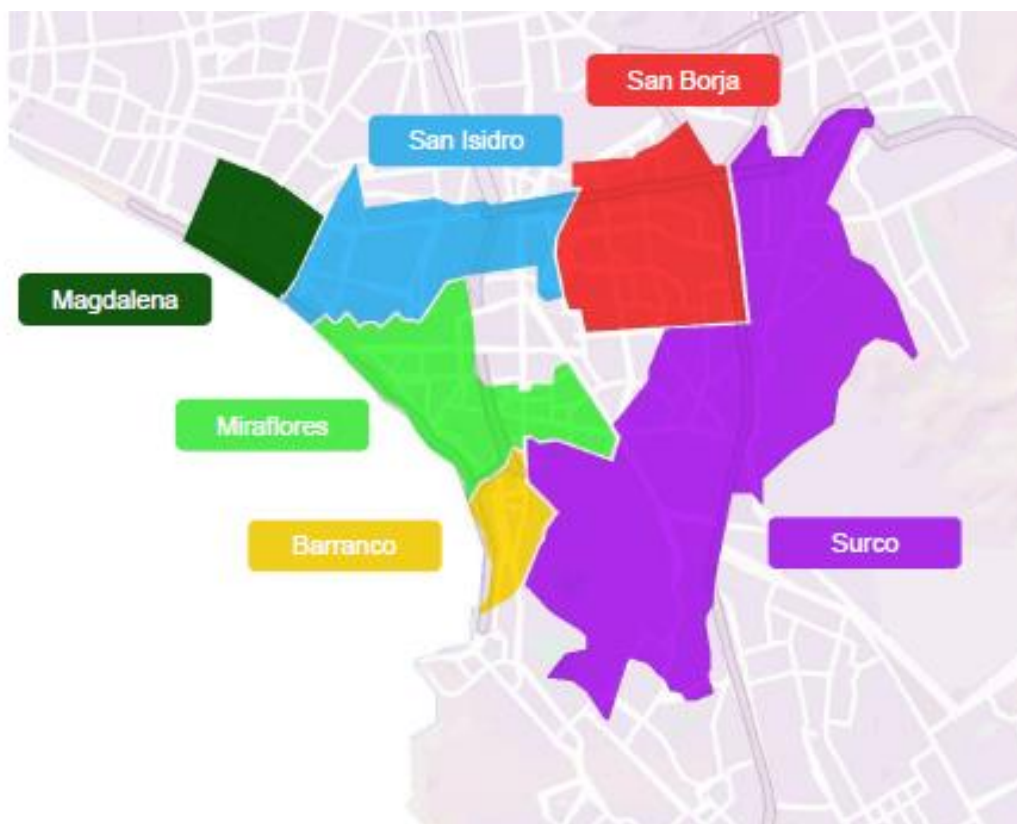 San Borja
San Isidro
Magdalena
Miraflores
Barranco
Surco